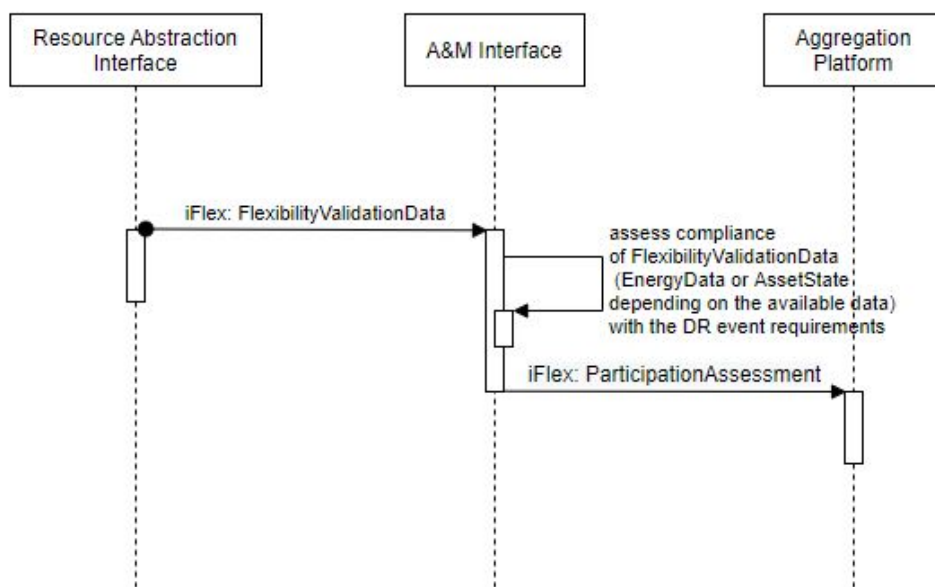 Resource Abstraction
Interface
A&M Interface
Aggregation
Platform
iFlex: FlexibilityValidationData
assess compliance
of FlexibilityValidationData
(EnergyData or AssetState
depending on the available data)
with the DR event requirements
iFlex: ParticipationAssessment